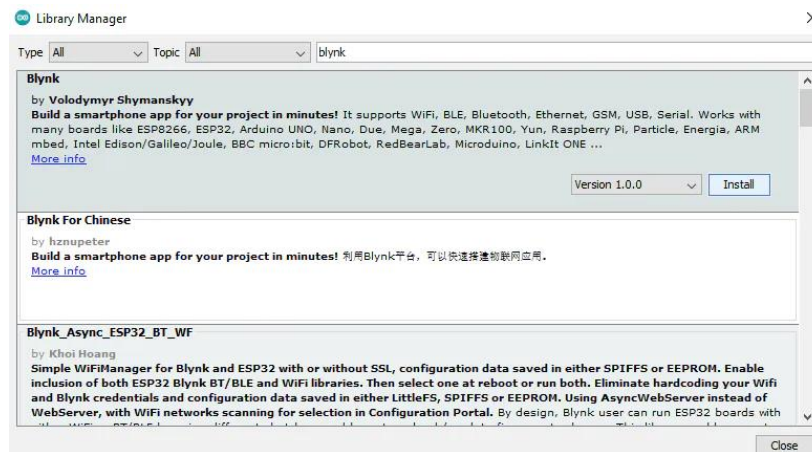 Library Manager
Type All Topic All blynk
Blynk
by Volodymyr Shymanskyy
Build a smartphone app for your project in minutes! It supports WiFi, BLE, Bluetooth, Ethernet, GSM, USB, Serial. Works with
many boards like ESP8266, ESP32, Arduino UNO, Nano, Due, Mega, Zero, MKR100, Yun, Raspberry Pi, Particle, Energia, ARM
mbed, Intel Edison/Galileo/Joule, BBC micro:bit, DFRobot, RedBearLab, Microduino, LinkIt ONE ...
More info
Version 1.0.0 Install
Blynk For Chinese
by hznupeter
Build a smartphone app for your project in minutes! 利用Blynk平台，可以快速搭建物联网应用。
More info
Blynk_Async_ESP32_BT_WF
by Khoi Hoang
Simple WiFiManager for Blynk and ESP32 with or without SSL, configuration data saved in either SPIFFS or EEPROM. Enable
inclusion of both ESP32 Blynk BT/BLE and WiFi libraries. Then select one at reboot or run both. Eliminate hardcoding your Wifi
and Blynk credentials and configuration data saved in either LittleFS, SPIFFS or EEPROM. Using AsyncWebServer instead of
WebServer, with WiFi networks scanning for selection in Configuration Portal. By design, Blynk user can run ESP32 boards with
Close